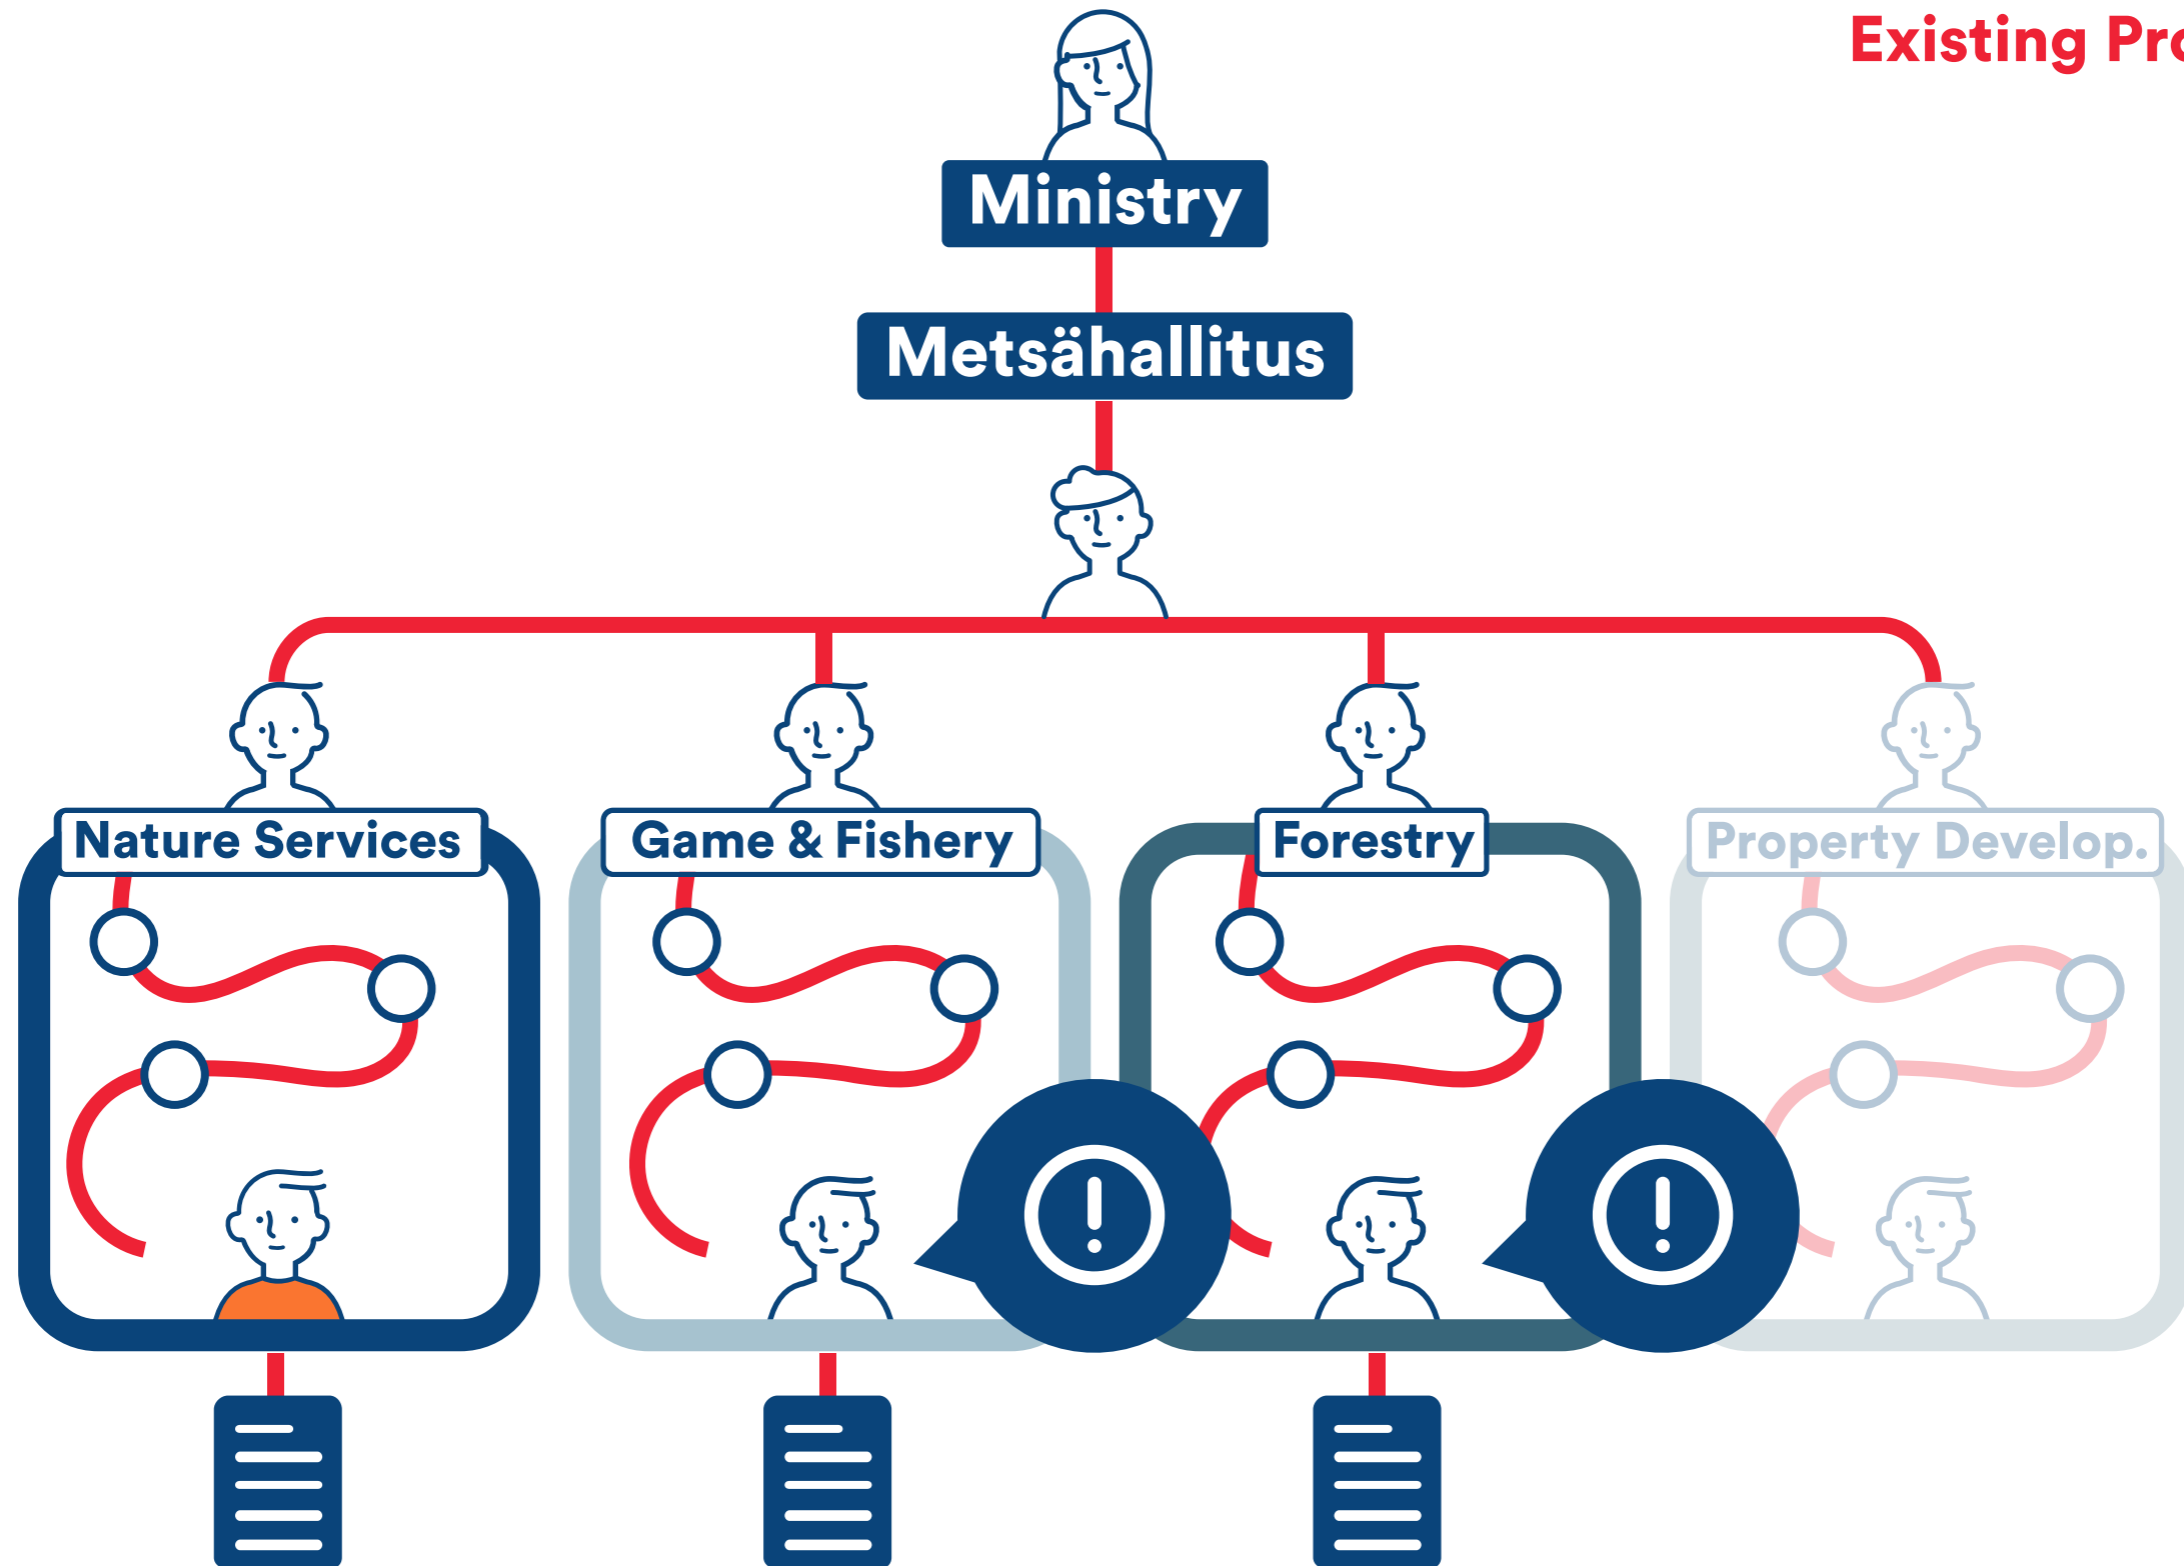 Existing Pro
Ministry
Metsähallitus
Nature Services
Game & Fishery
Forestry
Property Develop.